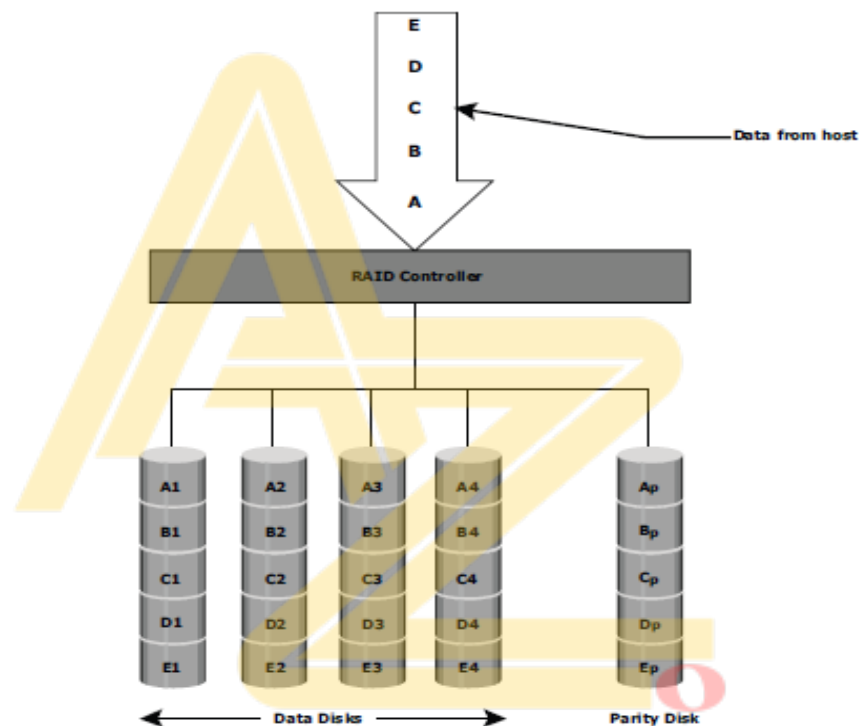 E
D
C
Data from host
B
A
RAID Controller
A1 A2 A3 A4 Ap
B1 B2 B3 B4 Bp
C1 C2 C3 C4 Cp
D1 D2 D3 D4 Dp
E1 E2 E3 E4 Ep
Data Disks Parity Disk